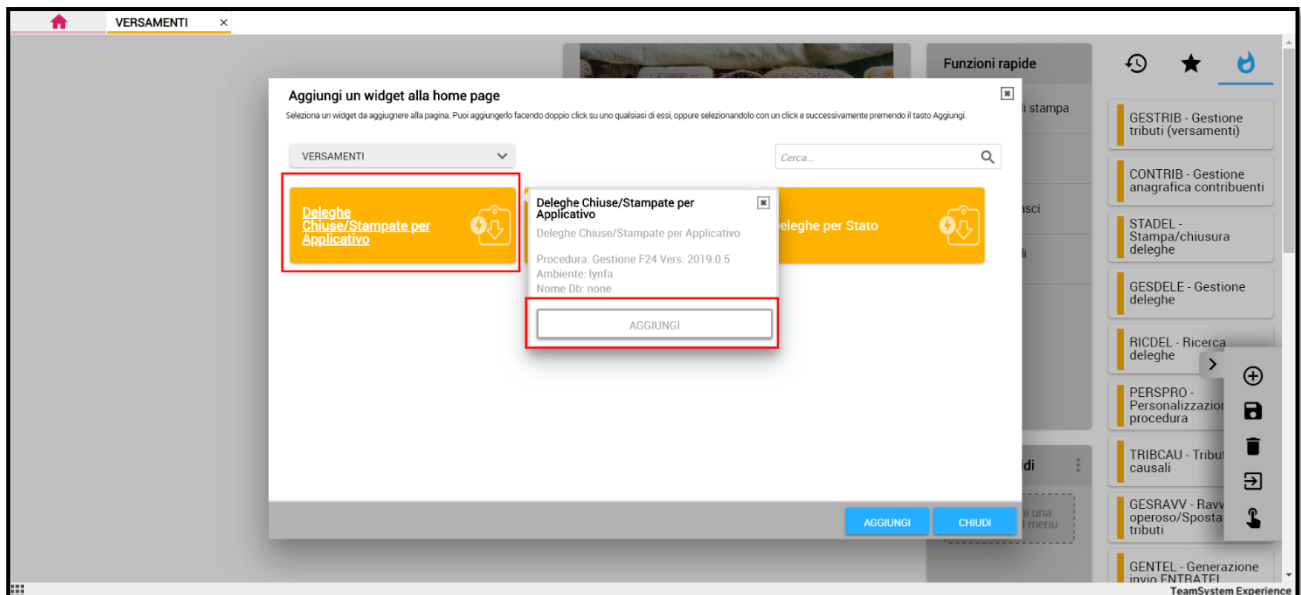 VERSAMENTI ×
Funzioni rapide
Aggiungi un widget alla home page
Seleziona un widget da aggiugnere alla pagina. Puoi aggiungerlo facendo doppio click su uno qualsiasi di essi, oppure selezionandolo con un click e successivamente premendo il tasto Aggiungi.
VERSAMENTI
Cerca...
Deleghe
Chiuse/Stampate per
Applicativo
Deleghe Chiuse/Stampate per
Applicativo
Deleghe Chiuse/Stampate per Applicativo
Procedura: Gestione F24 Vers. 2019.0.5
Ambiente: lynfa
Nome Db: none
AGGIUNGI
eleghe per Stato
AGGIUNGI
CHIUDI
i stampa
asci
di
i una
l menu
GESTRIB - Gestione
tributi (versamenti)
CONTRIB - Gestione
anagrafica contribuenti
STADEL -
Stampa/chiusura
deleghe
GESDELE - Gestione
deleghe
RICDEL - Ricerca
deleghe
PERSPRO -
Personalizzazion
procedura
TRIBCAU - Tribu
causali
GESRAVV - Ravv
operoso/Sposta
tributi
GENTEL - Generazione
invio ENTRATEL
TeamSystem Experience